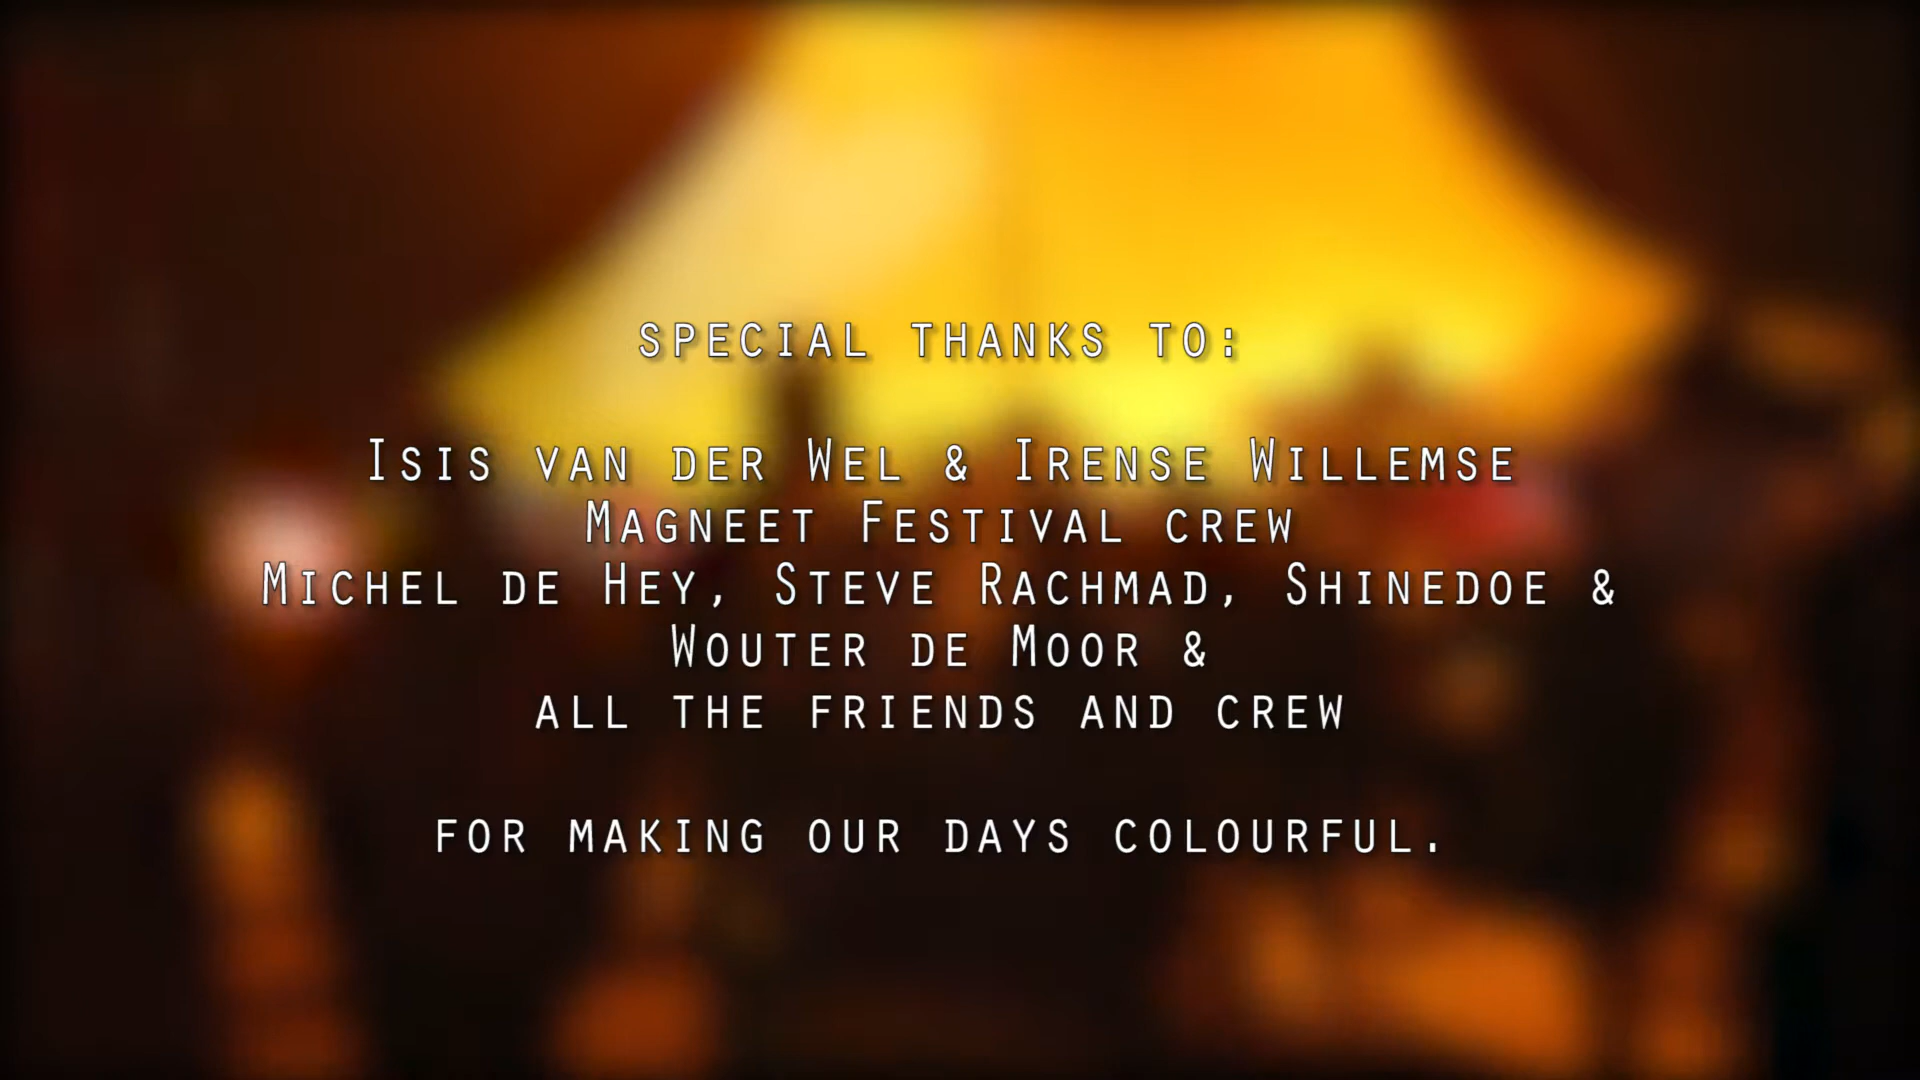 SPECIAL THANKS TO:
ISIS VAN DER WEL & IRENSE WILLEMSE
MAGNEET FESTIVAL CREW
MICHEL DE HEY, STEVE RACHMAD, SHINEDOE &
WOUTER DE MOOR &
ALL THE FRIENDS AND CREW
FOR MAKING OUR DAYS COLOURFUL.